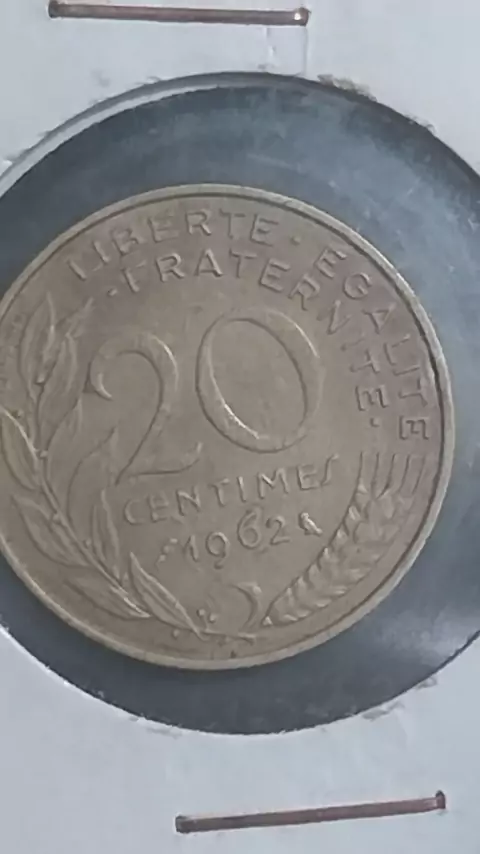 LIBERTE · EGALITE
· FRATERNITE ·
20
CENTIMES
1962